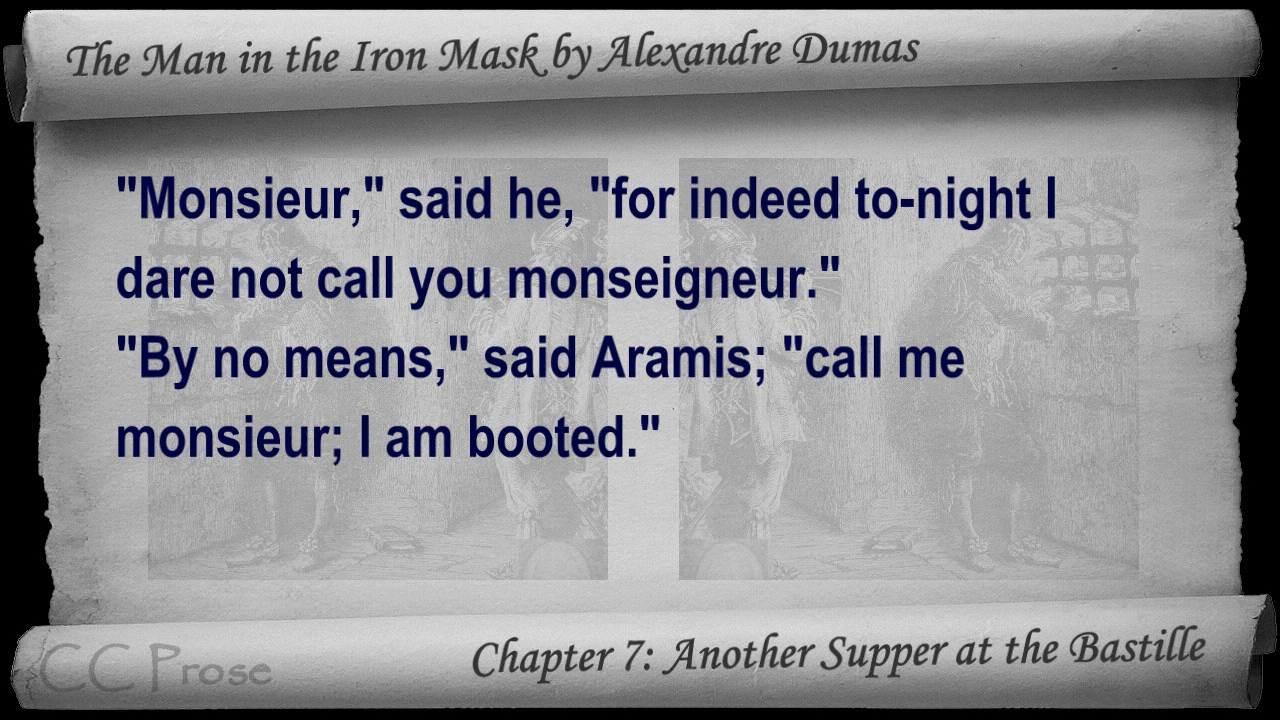 The Man in the Iron Mask by Alexandre Dumas
"Monsieur," said he, "for indeed to-night I
dare not call you monseigneur."
"By no means," said Aramis; "call me
monsieur; I am booted."
CC Prose
Chapter 7: Another Supper at the Bastille